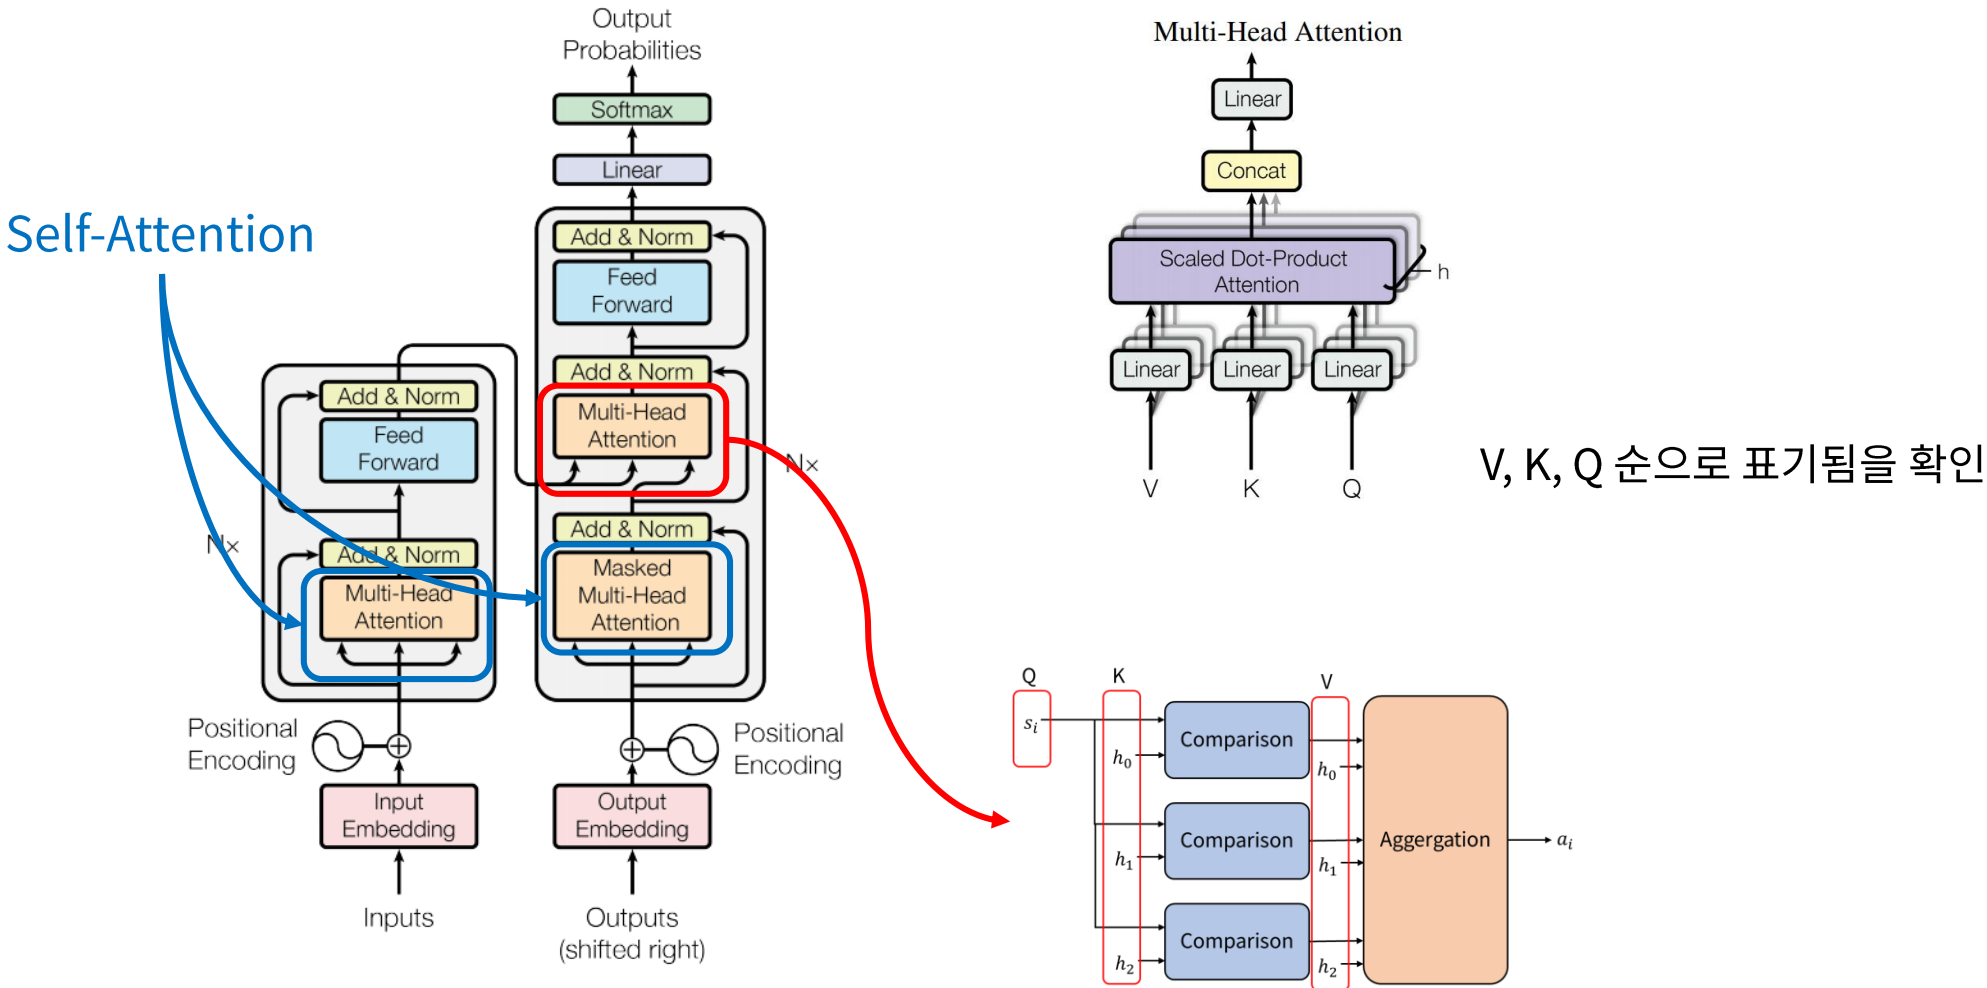 Output
Probabilities
Softmax
Linear
Add & Norm
Feed
Forward
Add & Norm
Multi-Head
Attention
Nx
Add & Norm
Masked
Multi-Head
Attention
Positional
Encoding
Output
Embedding
Outputs
(shifted right)
Self-Attention
Add & Norm
Feed
Forward
Nx
Add & Norm
Multi-Head
Attention
Positional
Encoding
Input
Embedding
Inputs
Multi-Head Attention
Linear
Concat
Scaled Dot-Product
Attention
h
Linear Linear Linear
V K Q
V, K, Q 순으로 표기됨을 확인
Q K V
s_i
Comparison
h_0 h_0
Comparison
h_1 h_1
Comparison
h_2 h_2
Aggergation
a_i